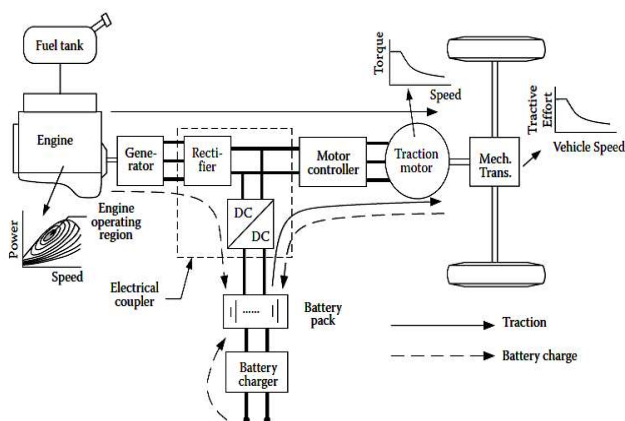 Fuel tank
Engine
Gene-
rator
Recti-
fier
Motor
controller
Traction
motor
Mech.
Trans.
Torque
Speed
Tractive
Effort
Vehicle Speed
DC
DC
Engine
operating
region
Power
Speed
Electrical
coupler
Battery
pack
Battery
charger
Traction
Battery charge